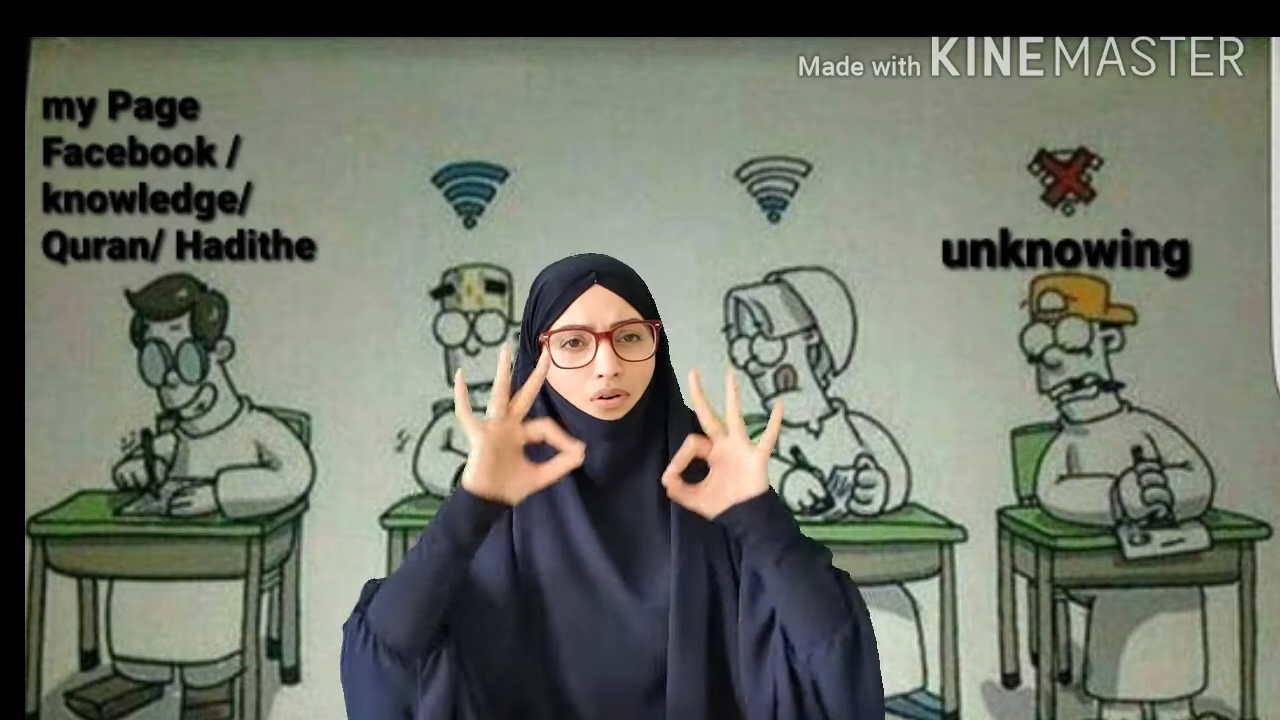 Made with KINEMASTER
my Page
Facebook /
knowledge/
Quran/ Hadithe
unknowing